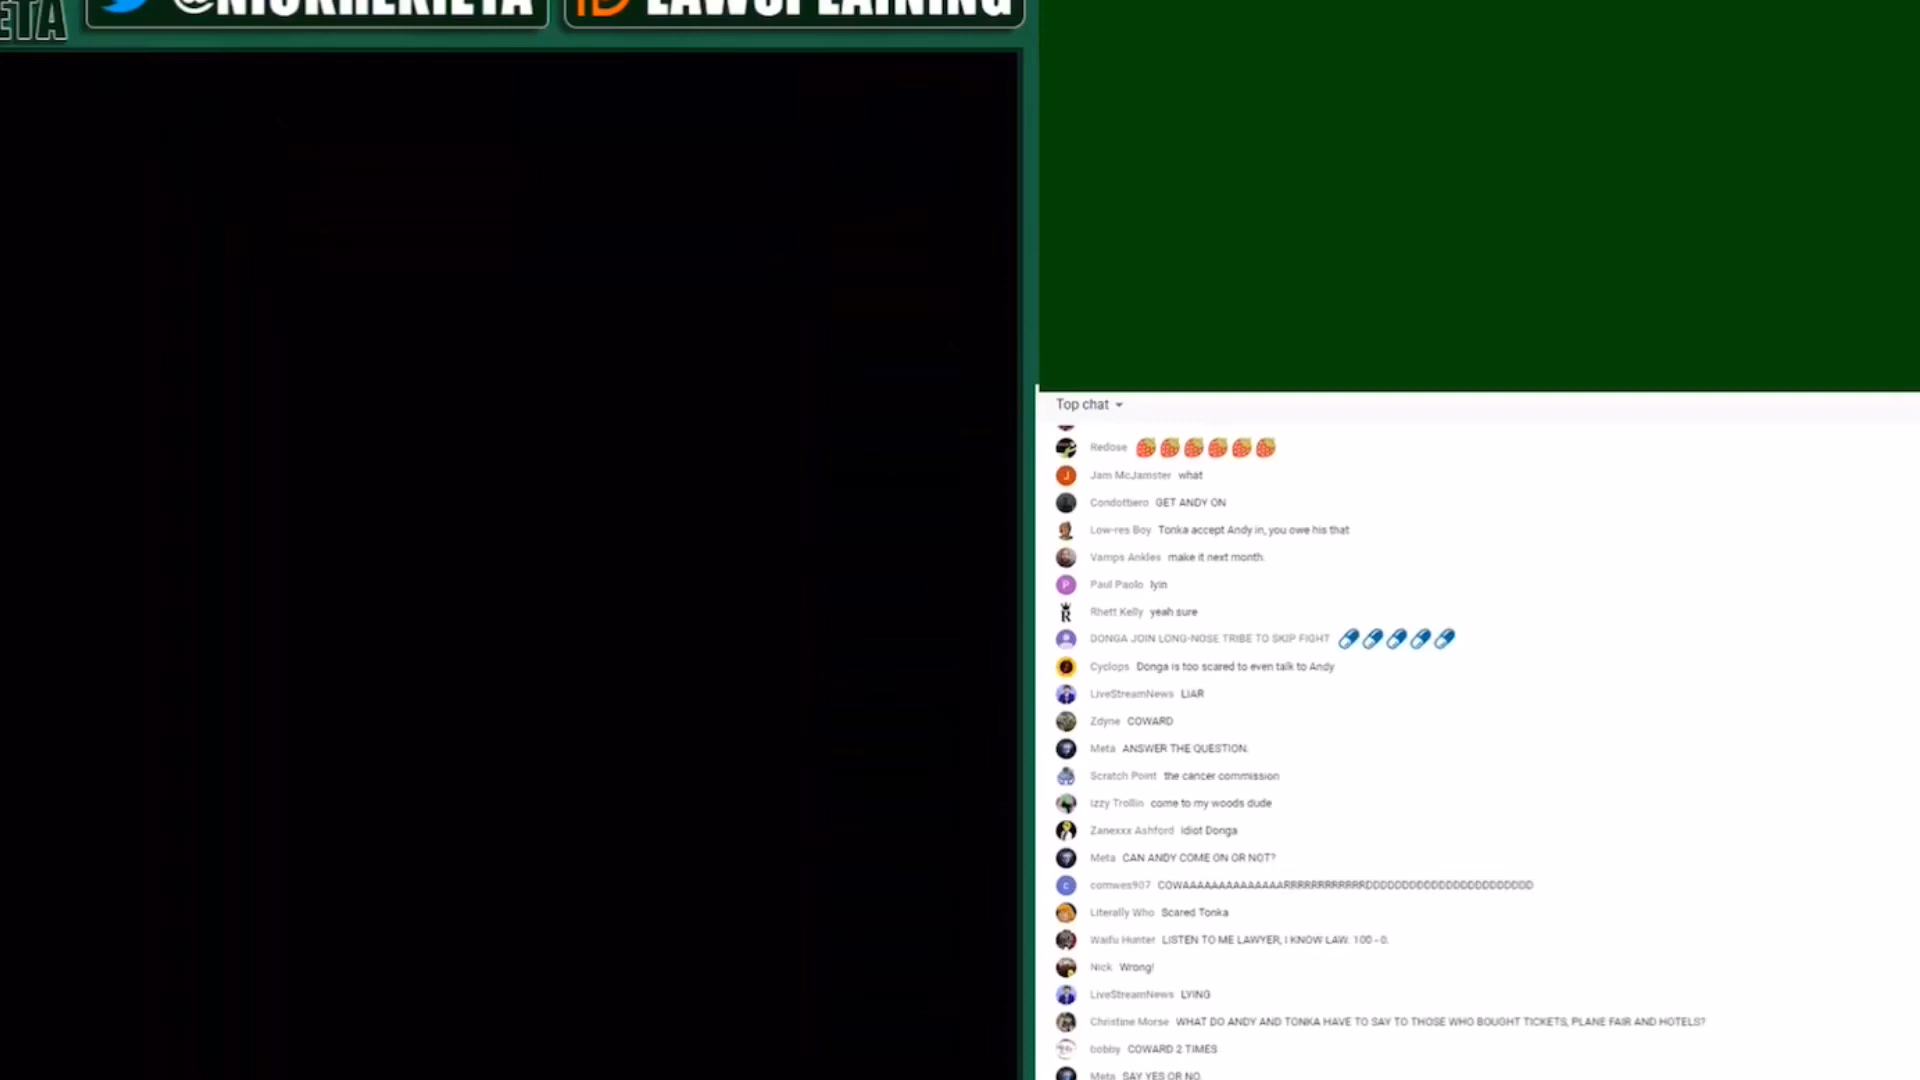 ETA @NICKREKIETA LAWSPLAINING
Top chat
Redose
Jam McJamster what
Condottiero GET ANDY ON
Low-res Boy Tonka accept Andy in, you owe his that
Vamps Ankles make it next month.
Paul Paolo lyin
Rhett Kelly yeah sure
DONGA JOIN LONG-NOSE TRIBE TO SKIP FIGHT
Cyclops Donga is too scared to even talk to Andy
LiveStreamNews LIAR
Zdyne COWARD
Meta ANSWER THE QUESTION.
Scratch Point the cancer commission
Izzy Trollin come to my woods dude
Zanexxx Ashford Idiot Donga
Meta CAN ANDY COME ON OR NOT?
comwes907 COWAAAAAAAAAAAAAARRRRRRRRRRRRDDDDDDDDDDDDDDDDDDDDDDD
Literally Who Scared Tonka
Waifu Hunter LISTEN TO ME LAWYER, I KNOW LAW. 100 - 0.
Nick Wrong!
LiveStreamNews LYING
Christine Morse WHAT DO ANDY AND TONKA HAVE TO SAY TO THOSE WHO BOUGHT TICKETS, PLANE FAIR AND HOTELS?
bobby COWARD 2 TIMES
Meta SAY YES OR NO.